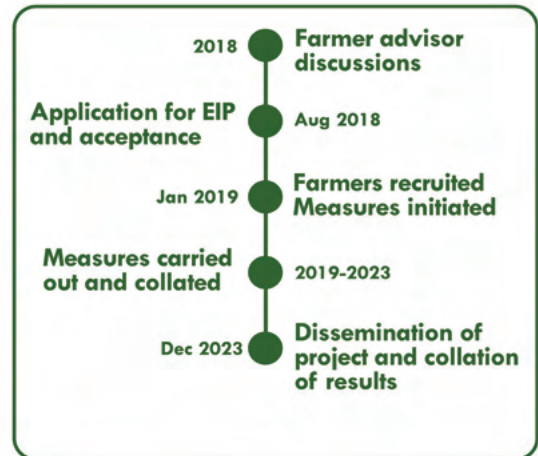 2018
Farmer advisor
discussions
Application for EIP
and acceptance
Aug 2018
Jan 2019
Farmers recruited
Measures initiated
Measures carried
out and collated
2019-2023
Dec 2023
Dissemination of
project and collation
of results